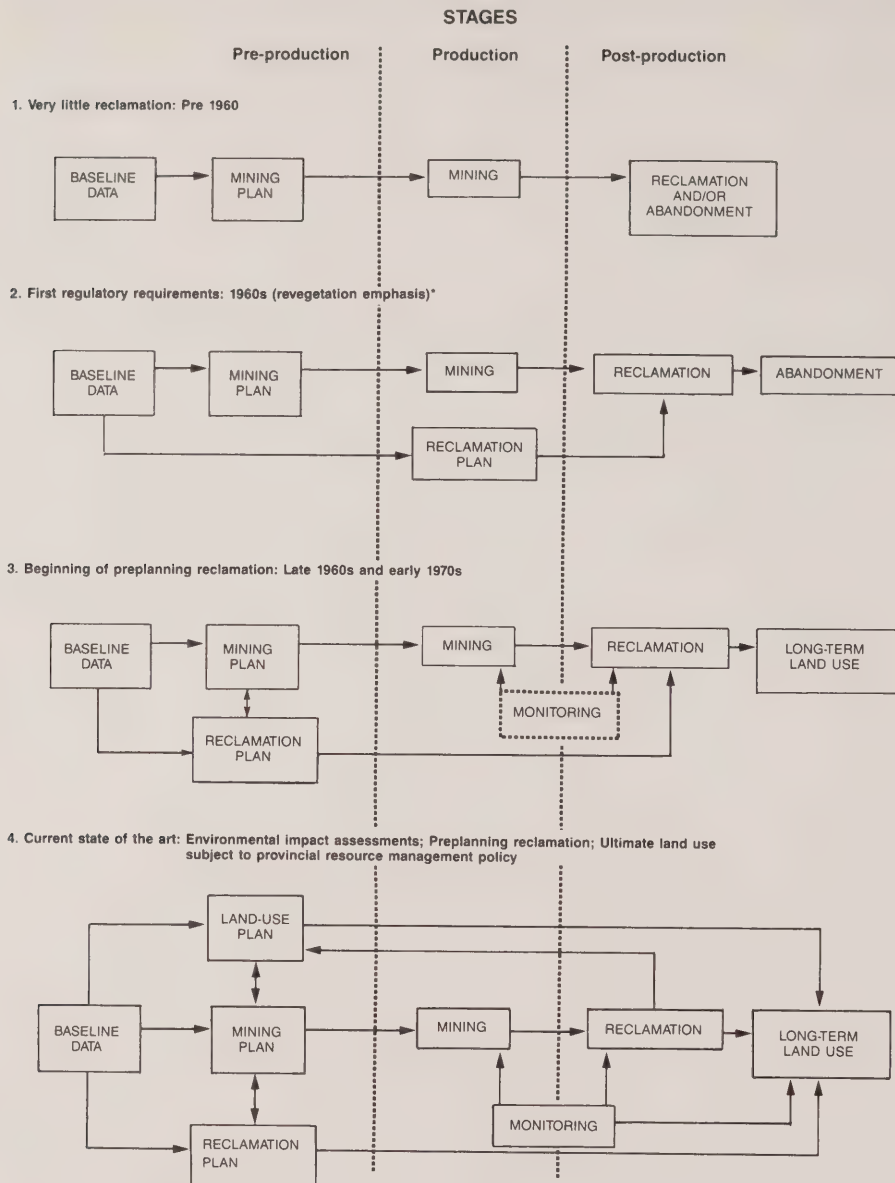 STAGES
Pre-production Production Post-production
1. Very little reclamation: Pre 1960
BASELINE
DATA
MINING
PLAN
MINING
RECLAMATION
AND/OR
ABANDONMENT
2. First regulatory requirements: 1960s (revegetation emphasis)*
BASELINE
DATA
MINING
PLAN
MINING
RECLAMATION
ABANDONMENT
RECLAMATION
PLAN
3. Beginning of preplanning reclamation: Late 1960s and early 1970s
BASELINE
DATA
MINING
PLAN
MINING
RECLAMATION
LONG-TERM
LAND USE
MONITORING
RECLAMATION
PLAN
4. Current state of the art: Environmental impact assessments; Preplanning reclamation; Ultimate land use
subject to provincial resource management policy
LAND-USE
PLAN
BASELINE
DATA
MINING
PLAN
MINING
RECLAMATION
LONG-TERM
LAND USE
MONITORING
RECLAMATION
PLAN